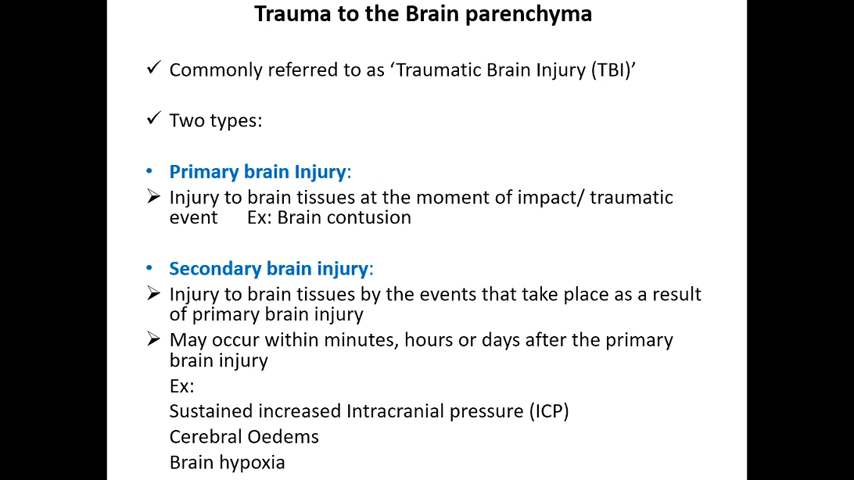 Trauma to the Brain parenchyma
✓ Commonly referred to as ‘Traumatic Brain Injury (TBI)’
✓ Two types:
• Primary brain Injury:
➢ Injury to brain tissues at the moment of impact/ traumatic
event Ex: Brain contusion
• Secondary brain injury:
➢ Injury to brain tissues by the events that take place as a result
of primary brain injury
➢ May occur within minutes, hours or days after the primary
brain injury
Ex:
Sustained increased Intracranial pressure (ICP)
Cerebral Oedems
Brain hypoxia